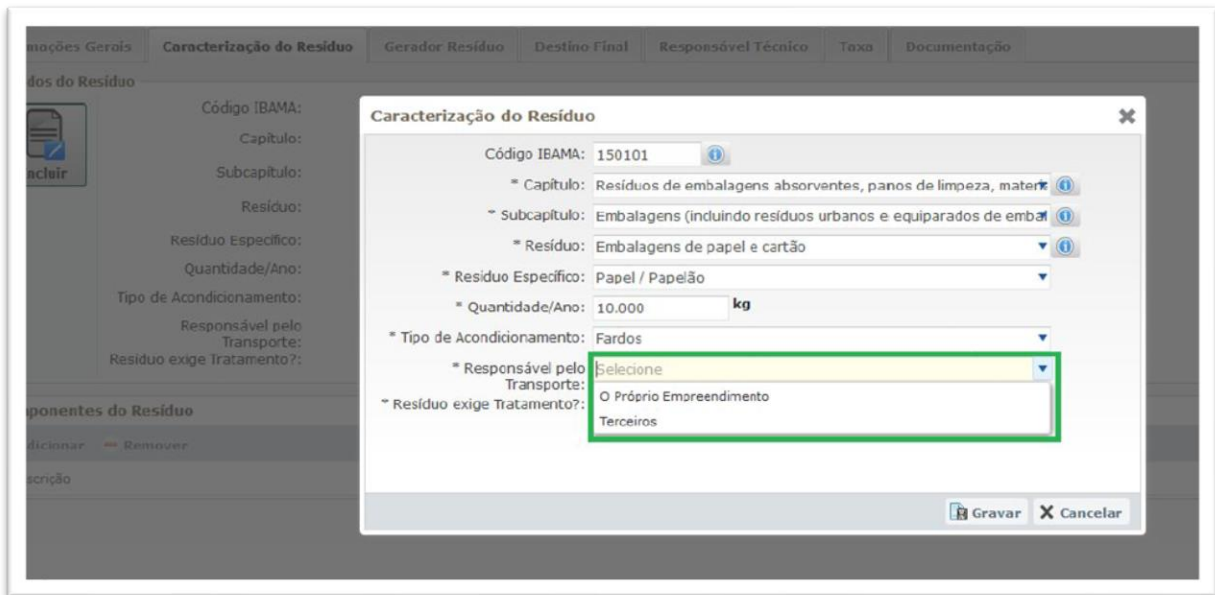 mações Gerais Caracterização do Resíduo Gerador Resíduo Destino Final Responsável Técnico Taxa Documentação
dos do Resíduo
ncluir
Código IBAMA:
Capítulo:
Subcapítulo:
Resíduo:
Resíduo Específico:
Quantidade/Ano:
Tipo de Acondicionamento:
Responsável pelo
Transporte:
Resíduo exige Tratamento?:
mponentes do Resíduo
dicionar Remover
scrição
Caracterização do Resíduo
Código IBAMA: 150101
* Capítulo: Resíduos de embalagens absorventes, panos de limpeza, materi
* Subcapítulo: Embalagens (incluindo resíduos urbanos e equiparados de embal
* Resíduo: Embalagens de papel e cartão
* Resíduo Específico: Papel / Papelão
* Quantidade/Ano: 10.000 kg
* Tipo de Acondicionamento: Fardos
* Responsável pelo Selecione
Transporte:
O Próprio Empreendimento
* Resíduo exige Tratamento?:
Terceiros
Gravar X Cancelar